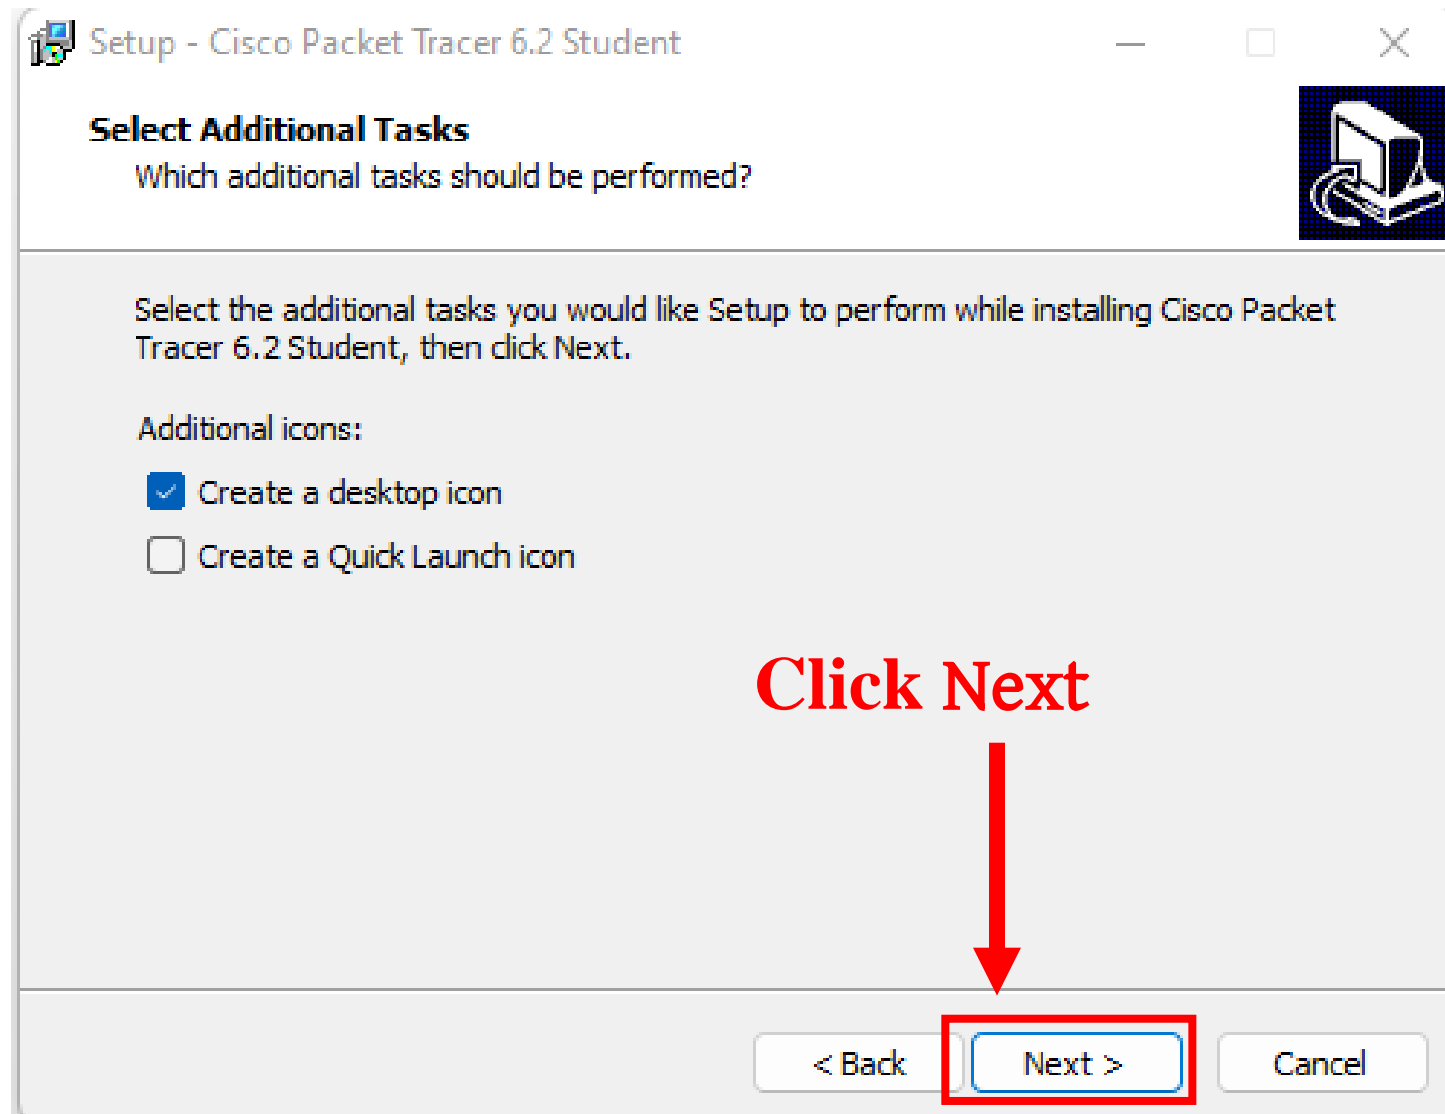 Setup - Cisco Packet Tracer 6.2 Student
Select Additional Tasks
Which additional tasks should be performed?
Select the additional tasks you would like Setup to perform while installing Cisco Packet
Tracer 6.2 Student, then click Next.
Additional icons:
Create a desktop icon
Create a Quick Launch icon
Click Next
< Back
Next >
Cancel